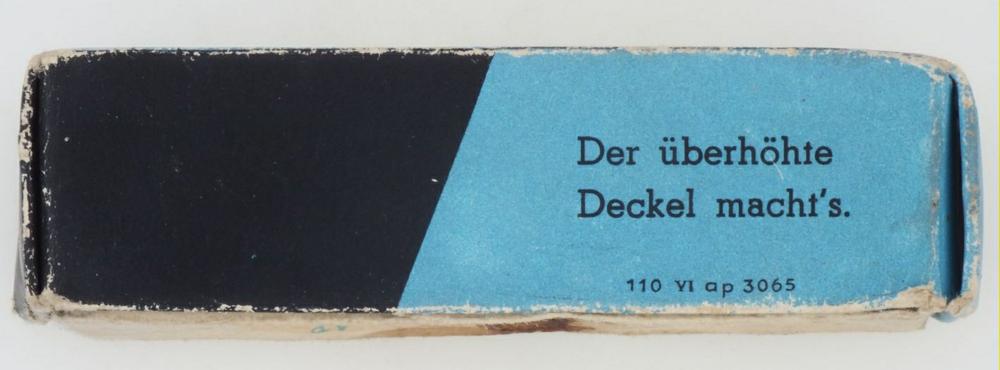 Der überhöhte
Deckel macht's.
110 VI ap 3065